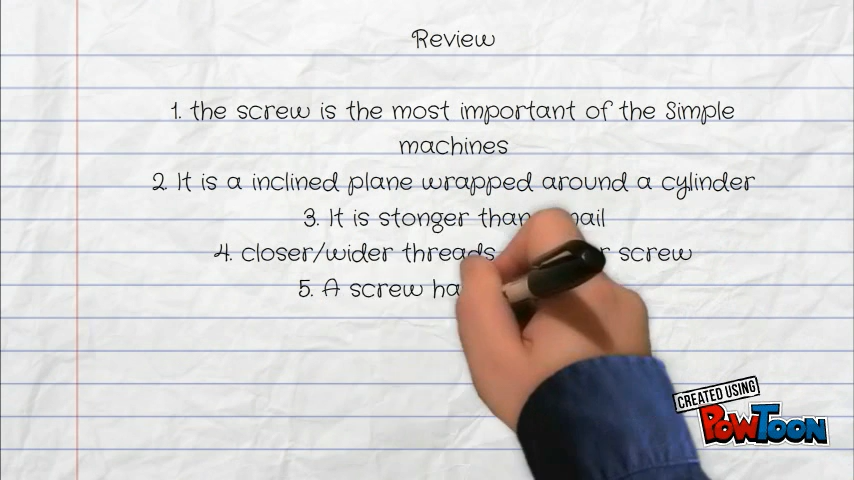 Review
1. the screw is the most important of the Simple
machines
2. It is a inclined plane wrapped around a cylinder
3. It is stonger than nail
4. closer/wider threads screw
5. A screw ha
CREATED USING
POWTOON